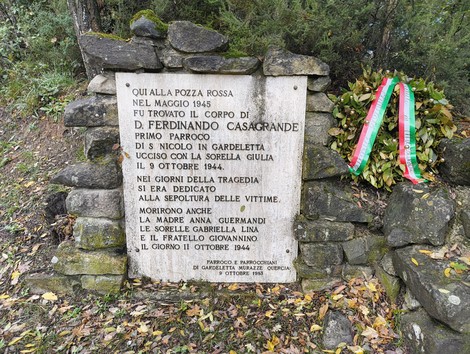 QUI ALLA POZZA ROSSA
NEL MAGGIO 1945
FU TROVATO IL CORPO DI
D. FERDINANDO CASAGRANDE
PRIMO PARROCO
DI S NICOLO IN GARDELETTA
UCCISO CON LA SORELLA GIULIA
IL 9 OTTOBRE 1944.
NEI GIORNI DELLA TRAGEDIA
SI ERA DEDICATO
ALLA SEPOLTURA DELLE VITTIME.
MORIRONO ANCHE
LA MADRE ANNA GUERMANDI
LE SORELLE GABRIELLA LINA
E IL FRATELLO GIOVANNINO
IL GIORNO 11 OTTOBRE 1944
PARROCO E PARROCCHIANI
DI GARDELETTA MURAZZE QUERCIA
9 OTTOBRE